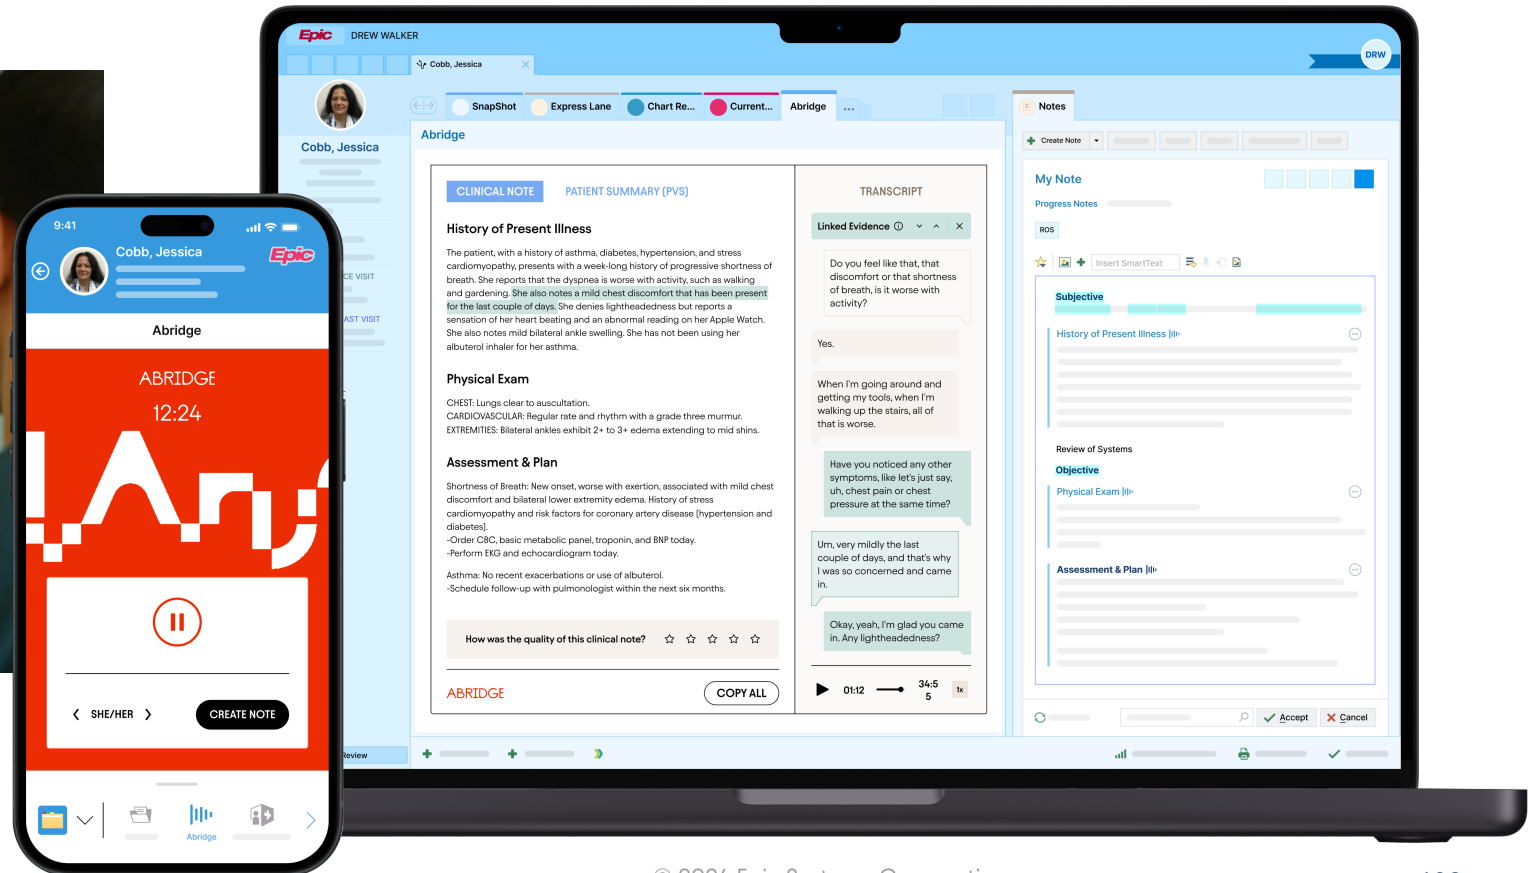 Epic DREW WALKER
DRW
Cobb, Jessica
SnapShot
Express Lane
Chart Re...
Current...
Abridge
...
Notes
Cobb, Jessica
Abridge
Create Note
CLINICAL NOTE
PATIENT SUMMARY (PVS)
History of Present Illness
The patient, with a history of asthma, diabetes, hypertension, and stress
cardiomyopathy, presents with a week-long history of progressive shortness of
breath. She reports that the dyspnea is worse with activity, such as walking
and gardening. She also notes a mild chest discomfort that has been present
for the last couple of days. She denies lightheadedness but reports a
sensation of her heart beating and an abnormal reading on her Apple Watch.
She also notes mild bilateral ankle swelling. She has not been using her
albuterol inhaler for her asthma.
Physical Exam
CHEST: Lungs clear to auscultation.
CARDIOVASCULAR: Regular rate and rhythm with a grade three murmur.
EXTREMITIES: Bilateral ankles exhibit 2+ to 3+ edema extending to mid shins.
Assessment & Plan
Shortness of Breath: New onset, worse with exertion, associated with mild chest
discomfort and bilateral lower extremity edema. History of stress
cardiomyopathy and risk factors for coronary artery disease (hypertension and
diabetes).
-Order CBC, basic metabolic panel, troponin, and BNP today.
-Perform EKG and echocardiogram today.
Asthma: No recent exacerbations or use of albuterol.
-Schedule follow-up with pulmonologist within the next six months.
How was the quality of this clinical note?
ABRIDGE
COPY ALL
TRANSCRIPT
Linked Evidence
Do you feel like that, that
discomfort or that shortness
of breath, is it worse with
activity?
Yes.
When I'm going around and
getting my tools, when I'm
walking up the stairs, all of
that is worse.
Have you noticed any other
symptoms, like let's just say,
uh, chest pain or chest
pressure at the same time?
Um, very mildly the last
couple of days, and that's why
I was so concerned and came
in.
Okay, yeah, I'm glad you came
in. Any lightheadedness?
01:12
34:5
5
1x
My Note
Progress Notes
ROS
Insert SmartText
Subjective
History of Present Illness
Review of Systems
Objective
Physical Exam
Assessment & Plan
Accept
Cancel
CE VISIT
AST VISIT
Review
9:41
Cobb, Jessica
Epic
Abridge
ABRIDGE
12:24
Any
SHE/HER
CREATE NOTE
Abridge